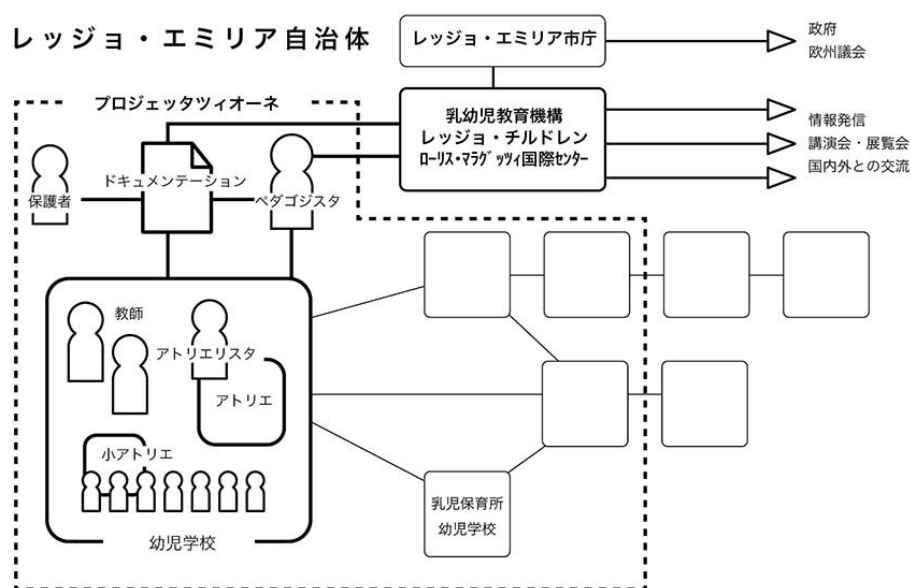 レッジョ・エミリア自治体
レッジョ・エミリア市庁
政府
欧州議会
プロジェッタツィオーネ
乳幼児教育機構
レッジョ・チルドレン
ローリス・マラグッツィ国際センター
情報発信
講演会・展覧会
国内外との交流
保護者
ドキュメンテーション
ペダゴジスタ
教師
アトリエリスタ
アトリエ
小アトリエ
幼児学校
乳児保育所
幼児学校